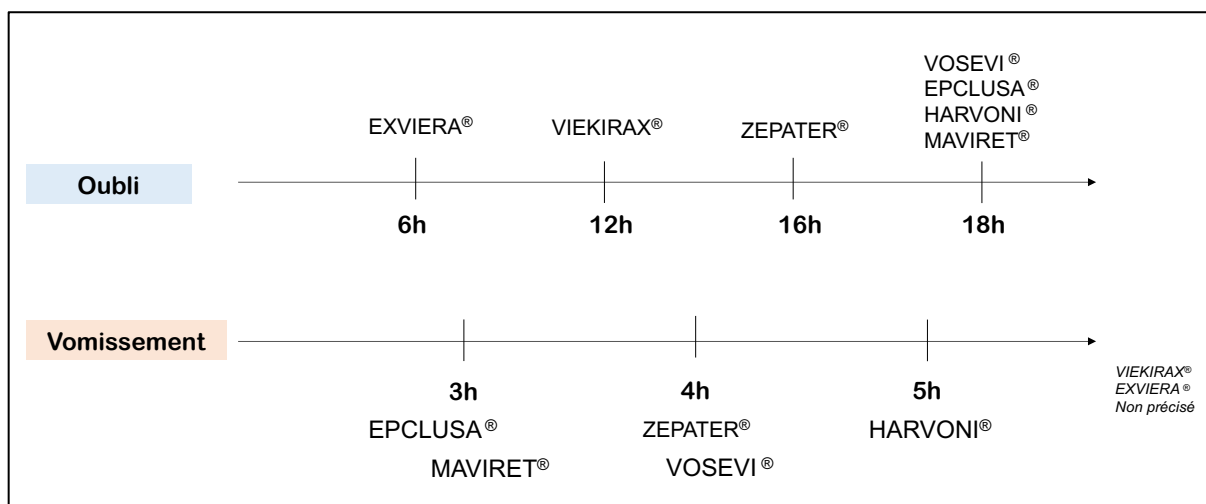 VOSEVI ®
EPCLUSA ®
HARVONI ®
MAVIRET®
EXVIERA®
VIEKIRAX®
ZEPATER®
Oubli
6h
12h
16h
18h
Vomissement
3h
4h
5h
VIEKIRAX®
EXVIERA ®
Non précisé
EPCLUSA ®
ZEPATER®
HARVONI®
MAVIRET®
VOSEVI ®